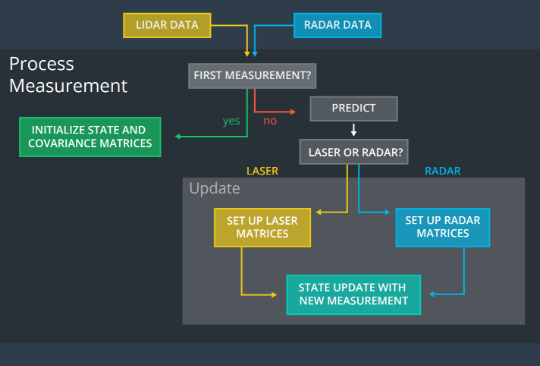 LIDAR DATA
RADAR DATA
Process
Measurement
FIRST MEASUREMENT?
yes
no
PREDICT
INITIALIZE STATE AND
COVARIANCE MATRICES
LASER OR RADAR?
LASER
RADAR
Update
SET UP LASER
MATRICES
SET UP RADAR
MATRICES
STATE UPDATE WITH
NEW MEASUREMENT